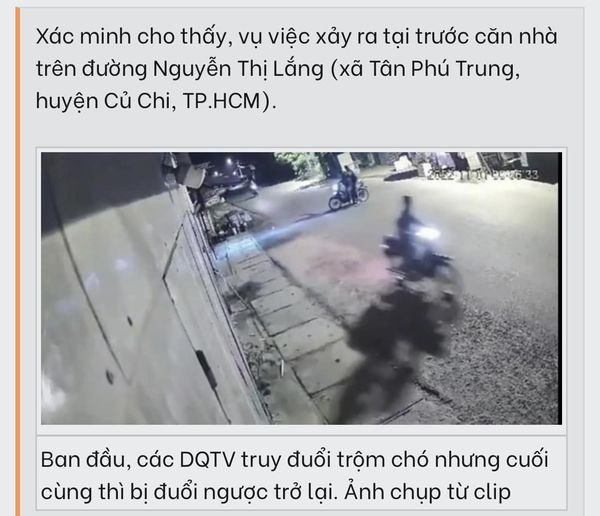 Xác minh cho thấy, vụ việc xảy ra tại trước căn nhà
trên đường Nguyễn Thị Lắng (xã Tân Phú Trung,
huyện Củ Chi, TP.HCM).
Ban đầu, các DQTV truy đuổi trộm chó nhưng cuối
cùng thì bị đuổi ngược trở lại. Ảnh chụp từ clip